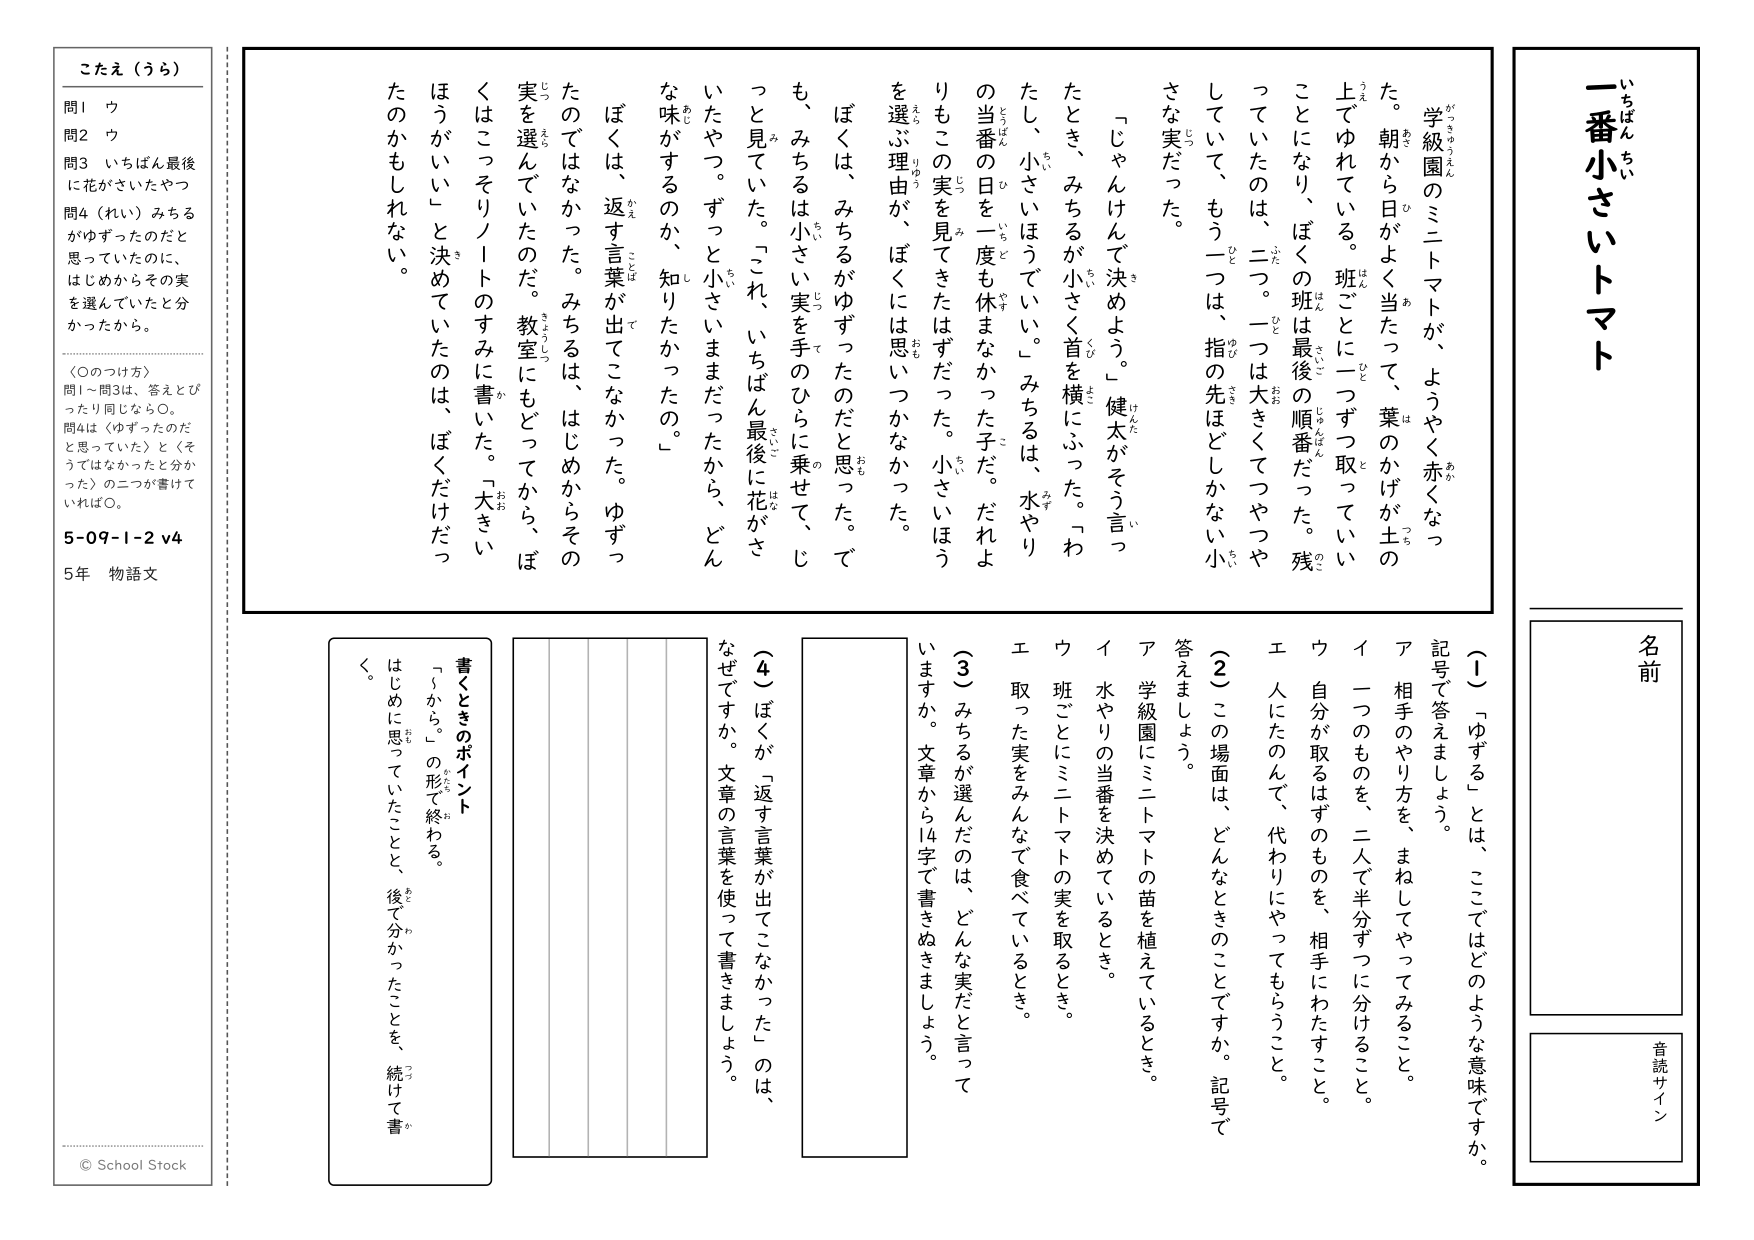 一番小さいトマト
名前
音読サイン
学級園のミニトマトが、ようやく赤くなっ
た。朝から日がよく当たって、葉のかげが土の
上でゆれている。班ごとに一つずつ取っていい
ことになり、ぼくの班は最後の順番だった。残
っていたのは、二つ。一つは大きくてつやつや
していて、もう一つは、指の先ほどしかない小
さな実だった。
「じゃんけんで決めよう。」健太がそう言っ
たとき、みちるが小さく首を横にふった。「わ
たし、小さいほうでいい。」みちるは、水やり
の当番の日を一度も休まなかった子だ。だれよ
りもこの実を見てきたはずだった。小さいほう
を選ぶ理由が、ぼくには思いつかなかった。
ぼくは、みちるがゆずったのだと思った。で
も、みちるは小さい実を手のひらに乗せて、じ
っと見ていた。「これ、いちばん最後に花がさ
いたやつ。ずっと小さいままだったから、どん
な味がするのか、知りたかったの。」
ぼくは、返す言葉が出てこなかった。ゆずっ
たのではなかった。みちるは、はじめからその
実を選んでいたのだ。教室にもどってから、ぼ
くはこっそりノートのすみに書いた。「大きい
ほうがいい」と決めていたのは、ぼくだけだっ
たのかもしれない。
（1）「ゆずる」とは、ここではどのような意味ですか。
記号で答えましょう。
ア　相手のやり方を、まねしてやってみること。
イ　一つのものを、二人で半分ずつに分けること。
ウ　自分が取るはずのものを、相手にわたすこと。
エ　人にたのんで、代わりにやってもらうこと。
（2）この場面は、どんなときのことですか。記号で
答えましょう。
ア　学級園にミニトマトの苗を植えているとき。
イ　水やりの当番を決めているとき。
ウ　班ごとにミニトマトの実を取るとき。
エ　取った実をみんなで食べているとき。
（3）みちるが選んだのは、どんな実だと言って
いますか。文章から14字で書きぬきましょう。
（4）ぼくが「返す言葉が出てこなかった」のは、
なぜですか。文章の言葉を使って書きましょう。
書くときのポイント
「〜から。」の形で終わる。
はじめに思っていたことと、後で分かったことを、続けて書
く。
こたえ（うら）
問1　ウ
問2　ウ
問3　いちばん最後
に花がさいたやつ
問4（れい）みちる
がゆずったのだと
思っていたのに、
はじめからその実
を選んでいたと分
かったから。
〈○のつけ方〉
問1〜問3は、答えとぴ
ったり同じなら○。
問4は〈ゆずったのだ
と思っていた〉と〈そ
うではなかったと分か
った〉の二つが書けて
いれば○。
5-09-1-2 v4
5年　物語文
© School Stock